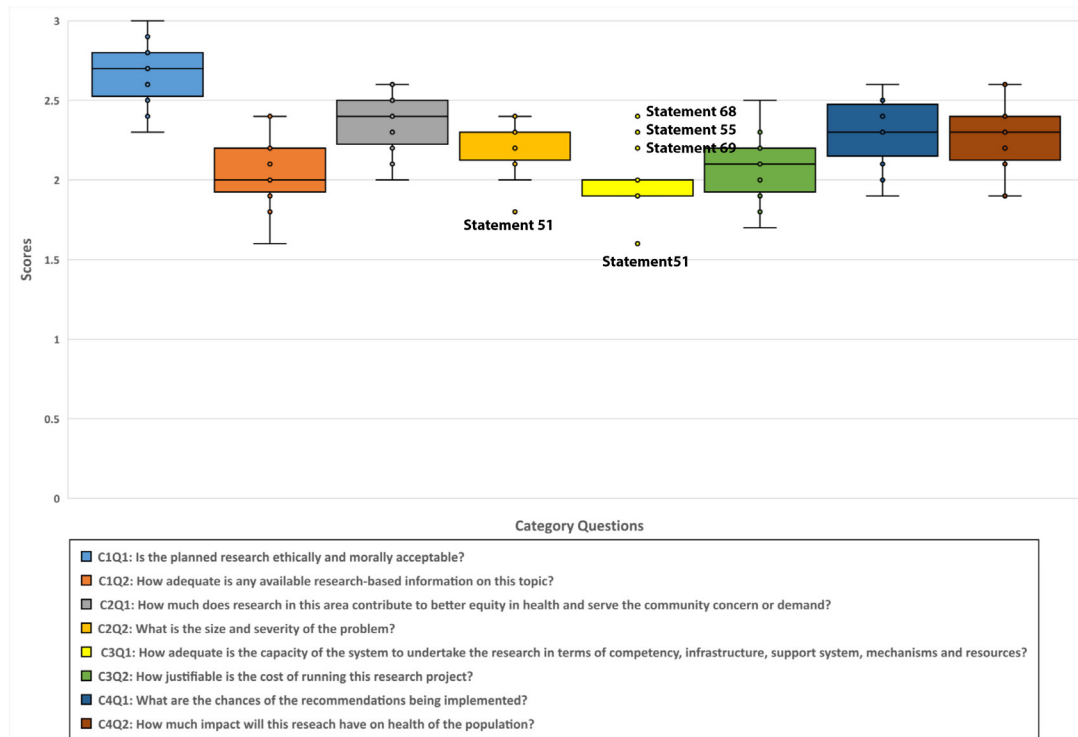 3
2.5
2
1.5
1
0.5
0
Scores
Statement 68
Statement 55
Statement 69
Statement 51
Statement51
Category Questions
C1Q1: Is the planned research ethically and morally acceptable?
C1Q2: How adequate is any available research-based information on this topic?
C2Q1: How much does research in this area contribute to better equity in health and serve the community concern or demand?
C2Q2: What is the size and severity of the problem?
C3Q1: How adequate is the capacity of the system to undertake the research in terms of competency, infrastructure, support system, mechanisms and resources?
C3Q2: How justifiable is the cost of running this research project?
C4Q1: What are the chances of the recommendations being implemented?
C4Q2: How much impact will this reseach have on health of the population?